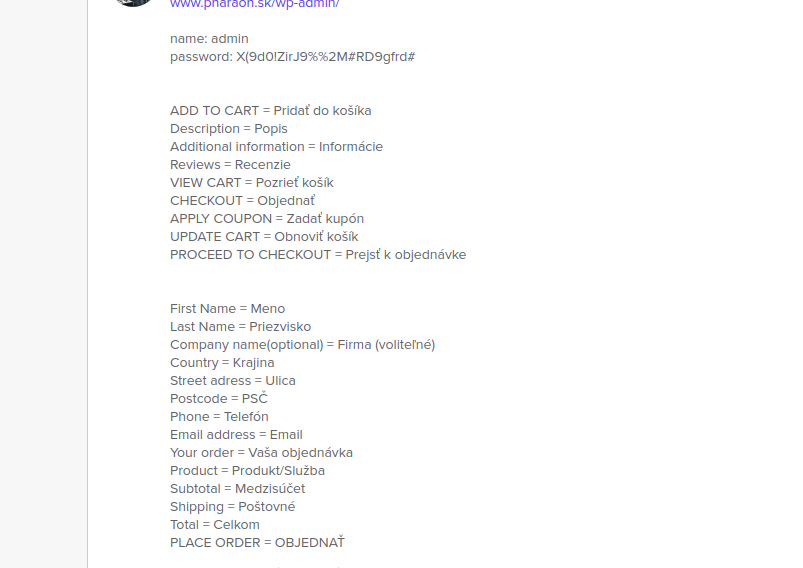 www.pharaon.sk/wp-admin/
name: admin
password: X(9d0lZirJ9%%2M#RD9gfrd#
ADD TO CART = Pridať do košíka
Description = Popis
Additional information = Informácie
Reviews = Recenzie
VIEW CART = Pozrieť košík
CHECKOUT = Objednať
APPLY COUPON = Zadať kupón
UPDATE CART = Obnoviť košík
PROCEED TO CHECKOUT = Prejsť k objednávke
First Name = Meno
Last Name = Priezvisko
Company name(optional) = Firma (voliteľné)
Country = Krajina
Street adress = Ulica
Postcode = PSČ
Phone = Telefón
Email address = Email
Your order = Vaša objednávka
Product = Produkt/Služba
Subtotal = Medzisúčet
Shipping = Poštovné
Total = Celkom
PLACE ORDER = OBJEDNAŤ